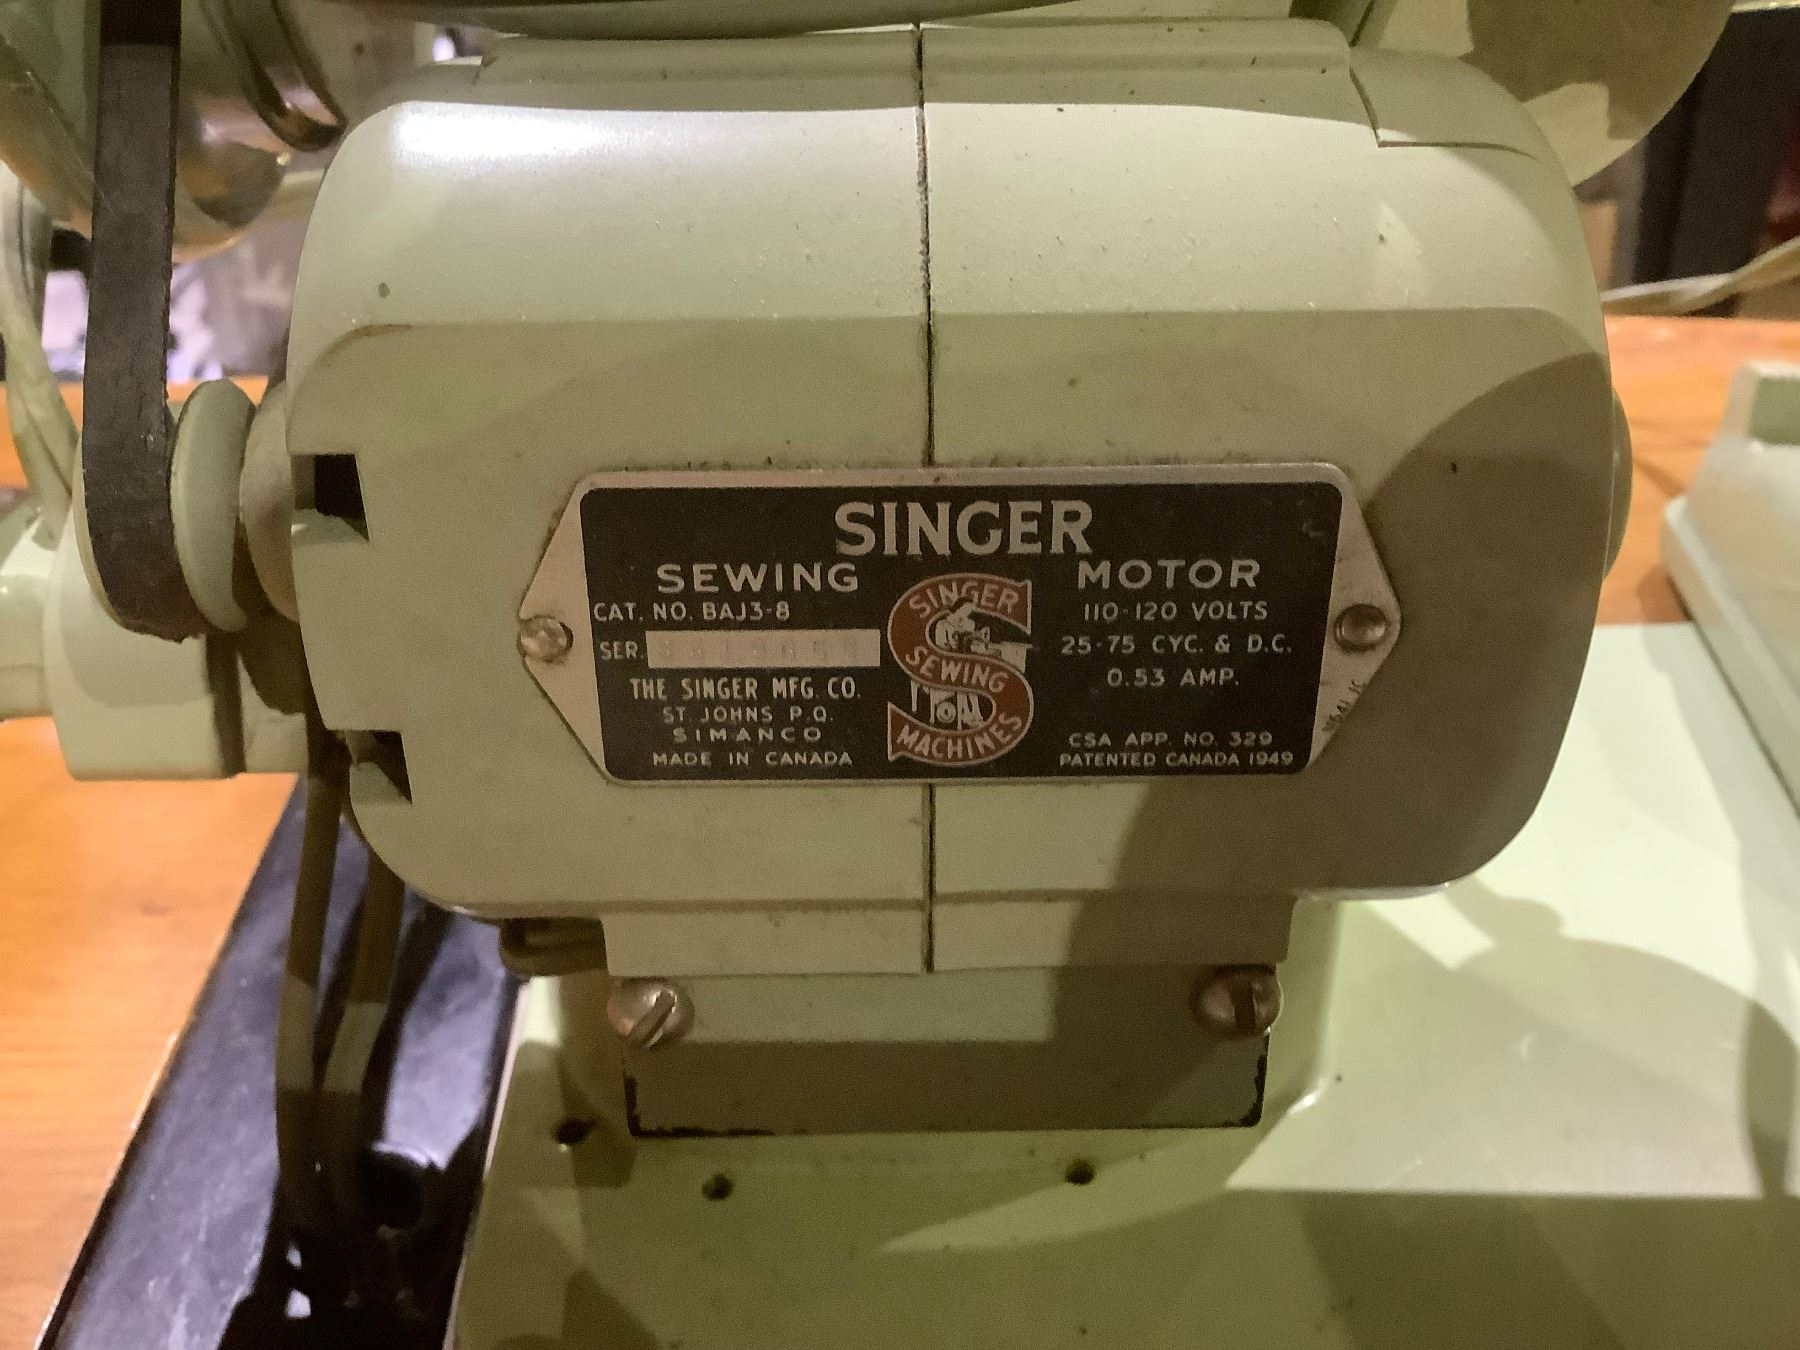 SINGER
SEWING MOTOR
CAT. NO. BAJ3-8
SER.
THE SINGER MFG. CO.
ST. JOHNS P.Q.
SIMANCO
MADE IN CANADA
SINGER
SEWING
MACHINES
110-120 VOLTS
25-75 CYC. & D.C.
0.53 AMP.
CSA APP. NO. 329
PATENTED CANADA 1949